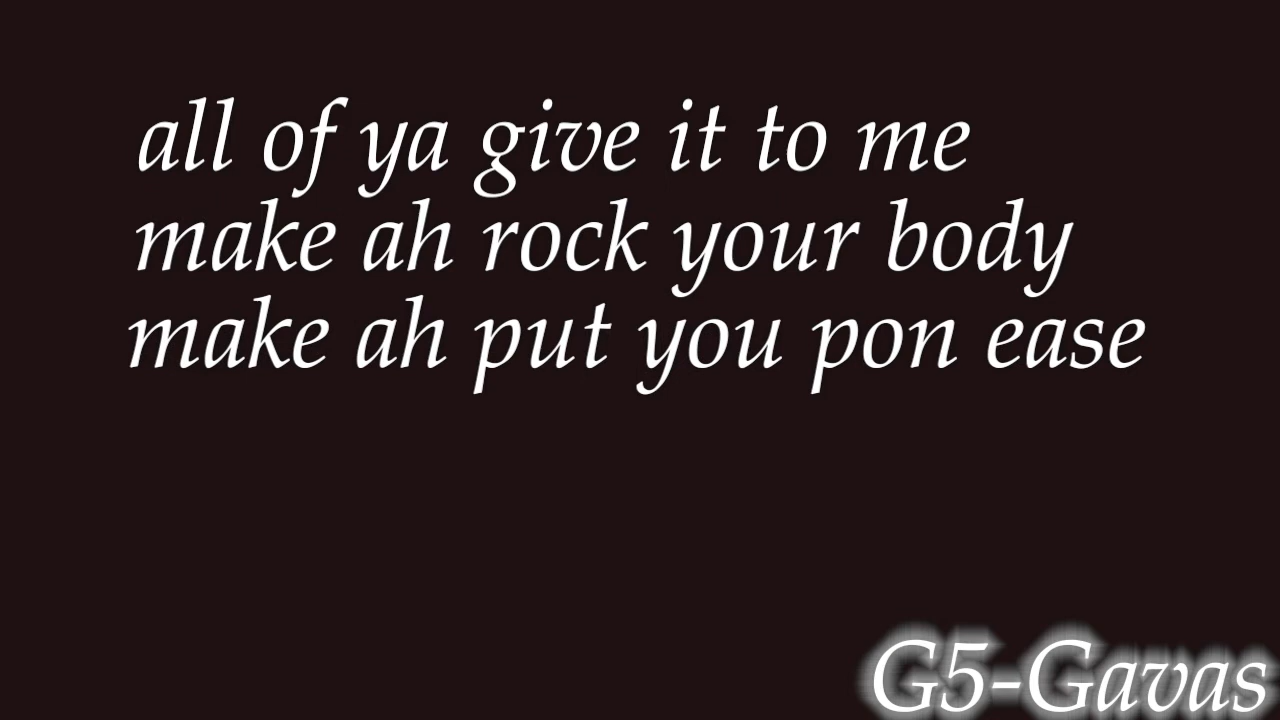 all of ya give it to me
make ah rock your body
make ah put you pon ease
G5-Gavas